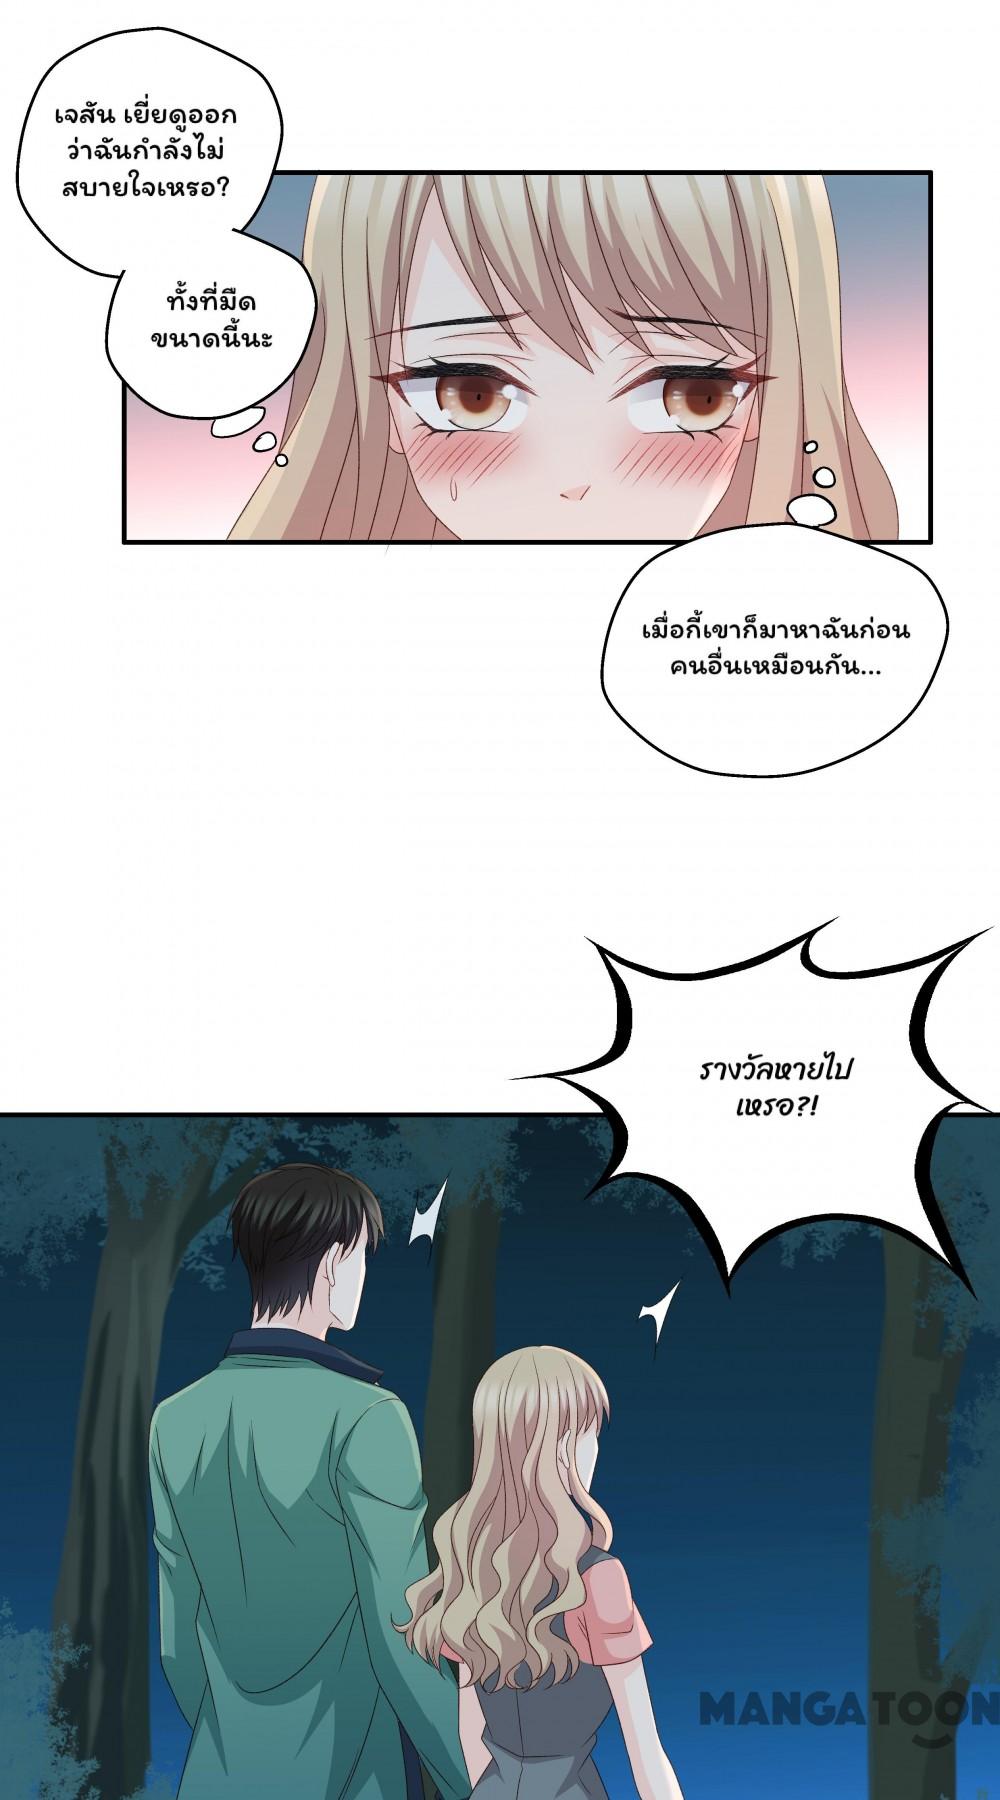 เจสัน เยี่ยดูออก
ว่าฉันกำลังไม่
สบายใจเหรอ?
ทั้งที่มืด
ขนาดนี้นะ
เมื่อกี้เขาก็มาหาฉันก่อน
คนอื่นเหมือนกัน...
รางวัลหายไป
เหรอ?!
MANGATOON